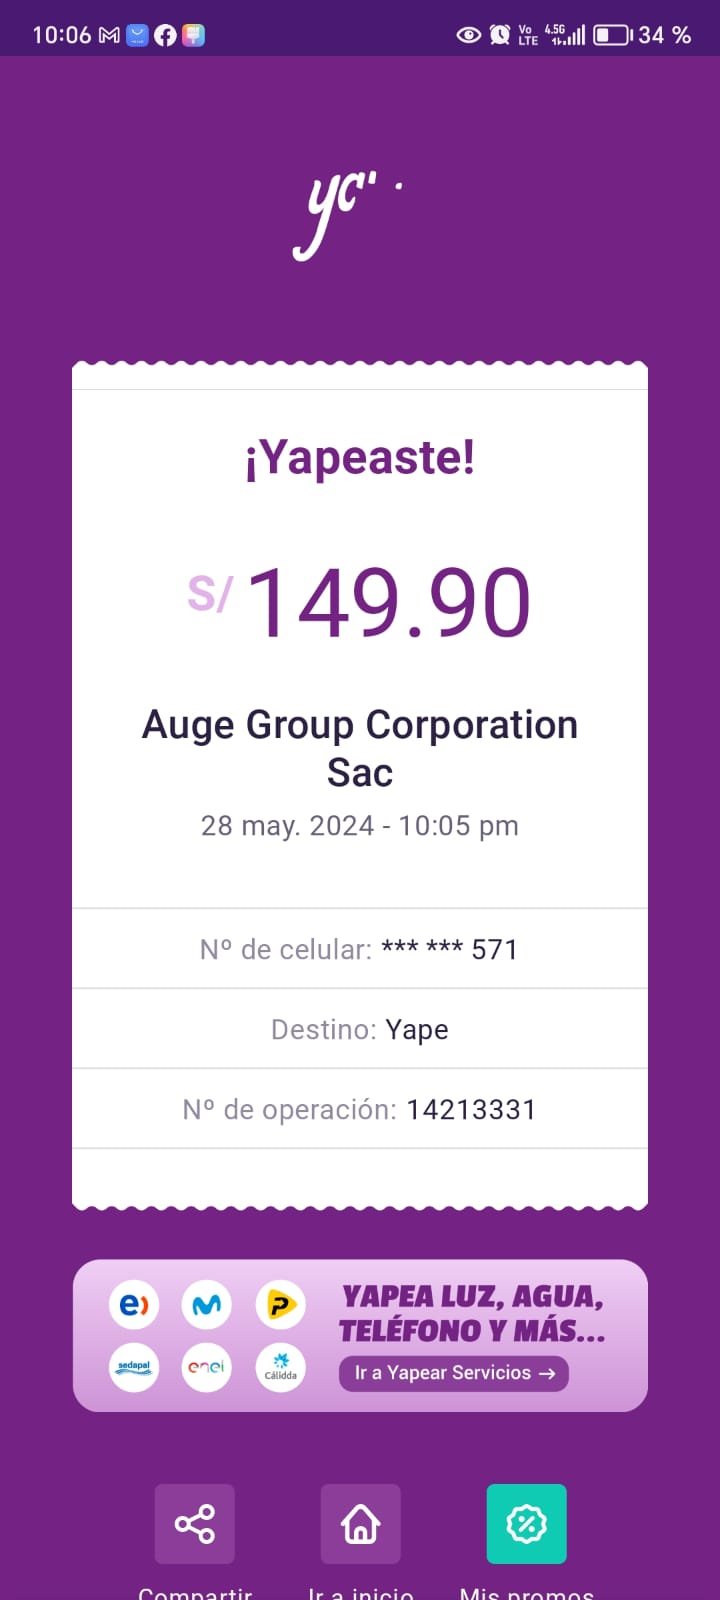 10:06 Vo LTE 4.5G 34 %
¡Yapeaste!
S/ 149.90
Auge Group Corporation
Sac
28 may. 2024 - 10:05 pm
Nº de celular: *** *** 571
Destino: Yape
Nº de operación: 14213331
YAPEA LUZ, AGUA,
TELÉFONO Y MÁS...
sedapal enel Cálidda
Ir a Yapear Servicios →
Compartir Ir a inicio Mis promos